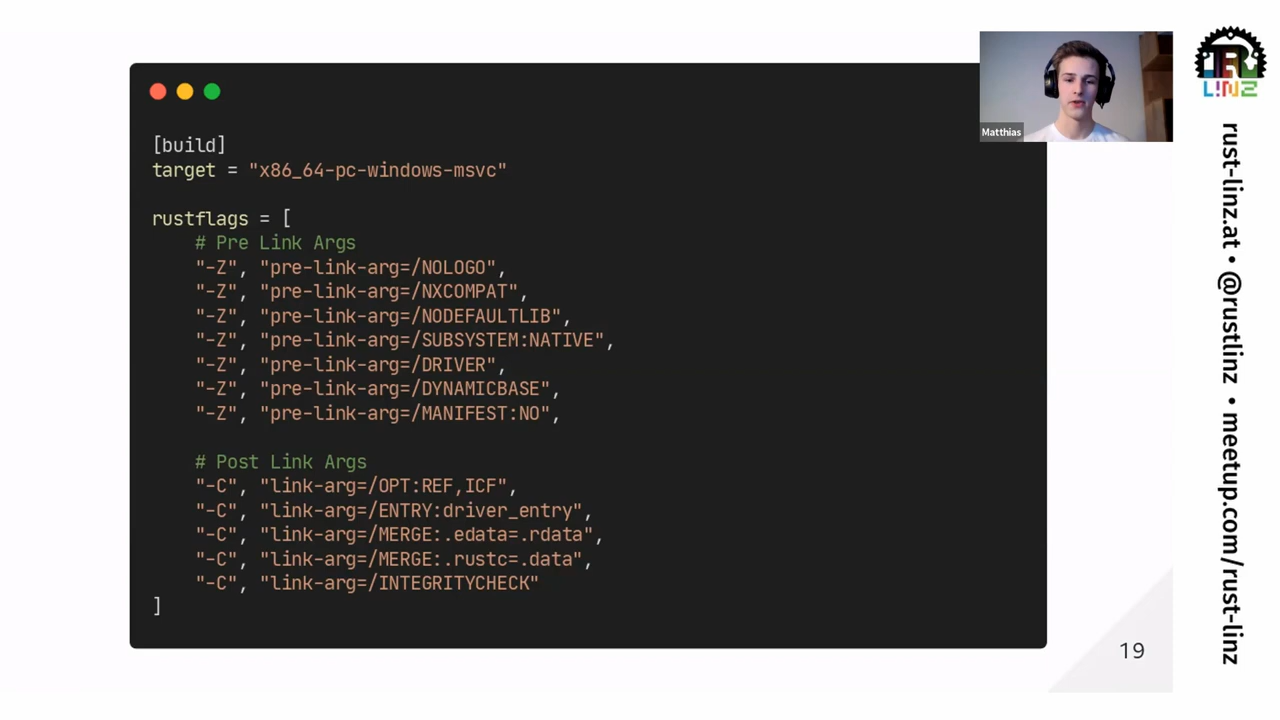 [build]
target = "x86_64-pc-windows-msvc"
rustflags = [
# Pre Link Args
"-Z", "pre-link-arg=/NOLOGO",
"-Z", "pre-link-arg=/NXCOMPAT",
"-Z", "pre-link-arg=/NODEFAULTLIB",
"-Z", "pre-link-arg=/SUBSYSTEM:NATIVE",
"-Z", "pre-link-arg=/DRIVER",
"-Z", "pre-link-arg=/DYNAMICBASE",
"-Z", "pre-link-arg=/MANIFEST:NO",
# Post Link Args
"-C", "link-arg=/OPT:REF,ICF",
"-C", "link-arg=/ENTRY:driver_entry",
"-C", "link-arg=/MERGE:.edata=.rdata",
"-C", "link-arg=/MERGE:.rustc=.data",
"-C", "link-arg=/INTEGRITYCHECK"
]
19
Matthias
R
L!NZ
rust-linz.at • @rustlinz • meetup.com/rust-linz